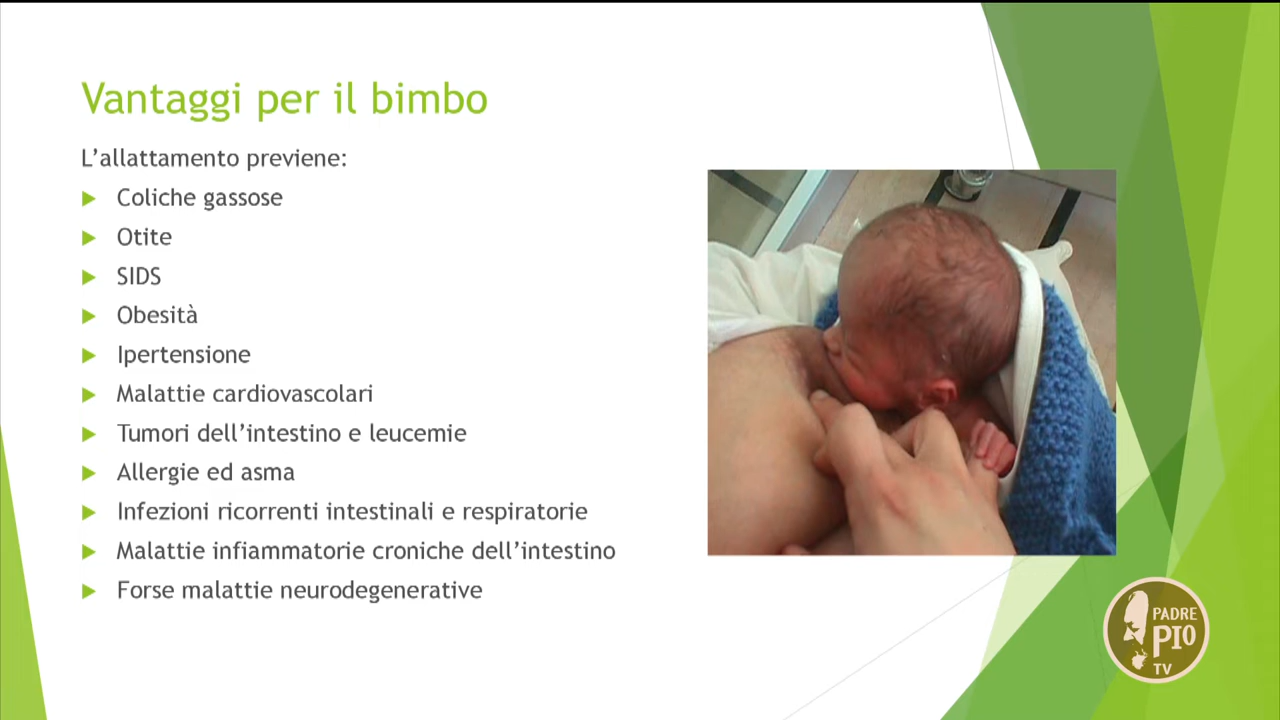 Vantaggi per il bimbo
L’allattamento previene:
Coliche gassose
Otite
SIDS
Obesità
Ipertensione
Malattie cardiovascolari
Tumori dell’intestino e leucemie
Allergie ed asma
Infezioni ricorrenti intestinali e respiratorie
Malattie infiammatorie croniche dell’intestino
Forse malattie neurodegenerative
PADRE
PIO
TV